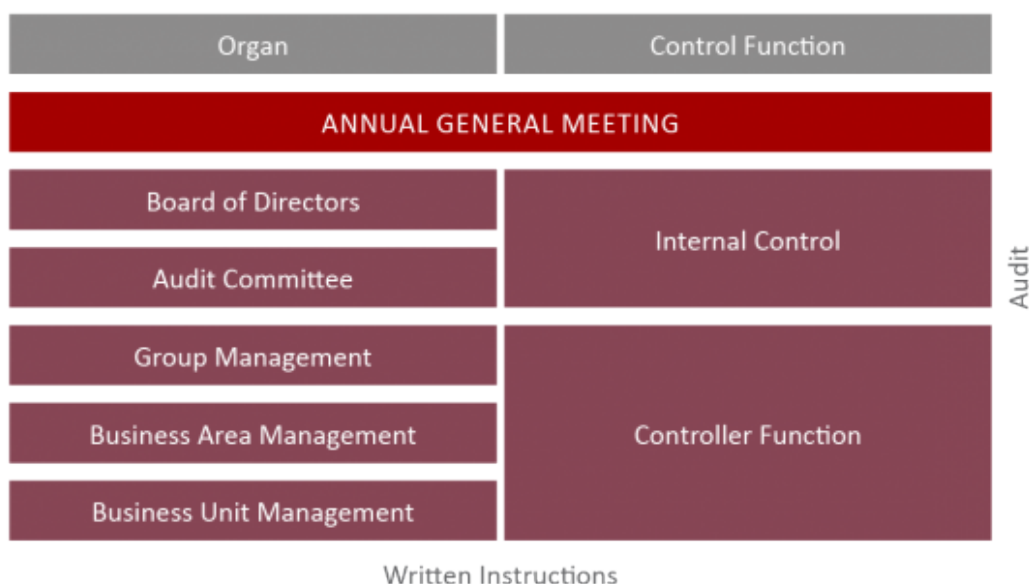 Organ
Control Function
ANNUAL GENERAL MEETING
Board of Directors
Internal Control
Audit Committee
Group Management
Business Area Management
Controller Function
Business Unit Management
Audit
Written Instructions